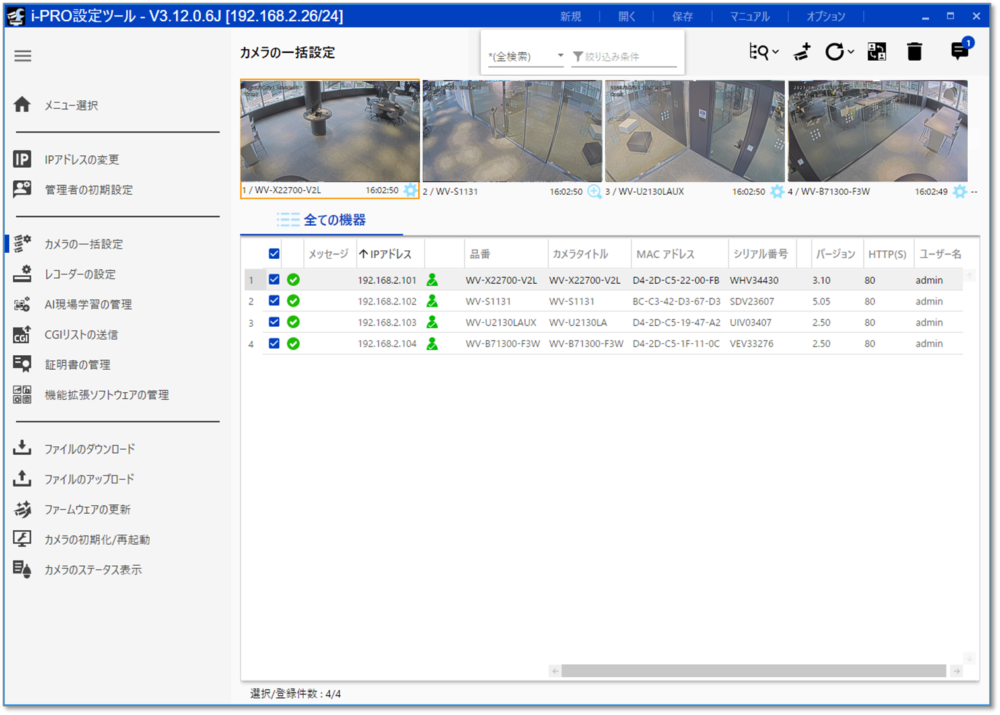 i-PRO設定ツール - V3.12.0.6J [192.168.2.26/24]
新規
開く
保存
マニュアル
オプション
カメラの一括設定
*(全検索)
絞り込み条件
1
メニュー選択
IP
IPアドレスの変更
管理者の初期設定
カメラの一括設定
レコーダーの設定
AI現場学習の管理
CGI
CGIリストの送信
証明書の管理
機能拡張ソフトウェアの管理
ファイルのダウンロード
ファイルのアップロード
ファームウェアの更新
カメラの初期化/再起動
カメラのステータス表示
1 / WV-X22700-V2L 16:02:50
2 / WV-S1131 16:02:50
3 / WV-U2130LAUX 16:02:50
4 / WV-B71300-F3W 16:02:49 --
全ての機器
メッセージ ↑IPアドレス 品番 カメラタイトル MAC アドレス シリアル番号 バージョン HTTP(S) ユーザー名
1 192.168.2.101 WV-X22700-V2L WV-X22700-V2L D4-2D-C5-22-00-FB WHV34430 3.10 80 admin
2 192.168.2.102 WV-S1131 WV-S1131 BC-C3-42-D3-67-D3 SDV23607 5.05 80 admin
3 192.168.2.103 WV-U2130LAUX WV-U2130LA D4-2D-C5-19-47-A2 UIV03407 2.50 80 admin
4 192.168.2.104 WV-B71300-F3W WV-B71300-F3W D4-2D-C5-1F-11-0C VEV33276 2.50 80 admin
選択/登録件数 : 4/4